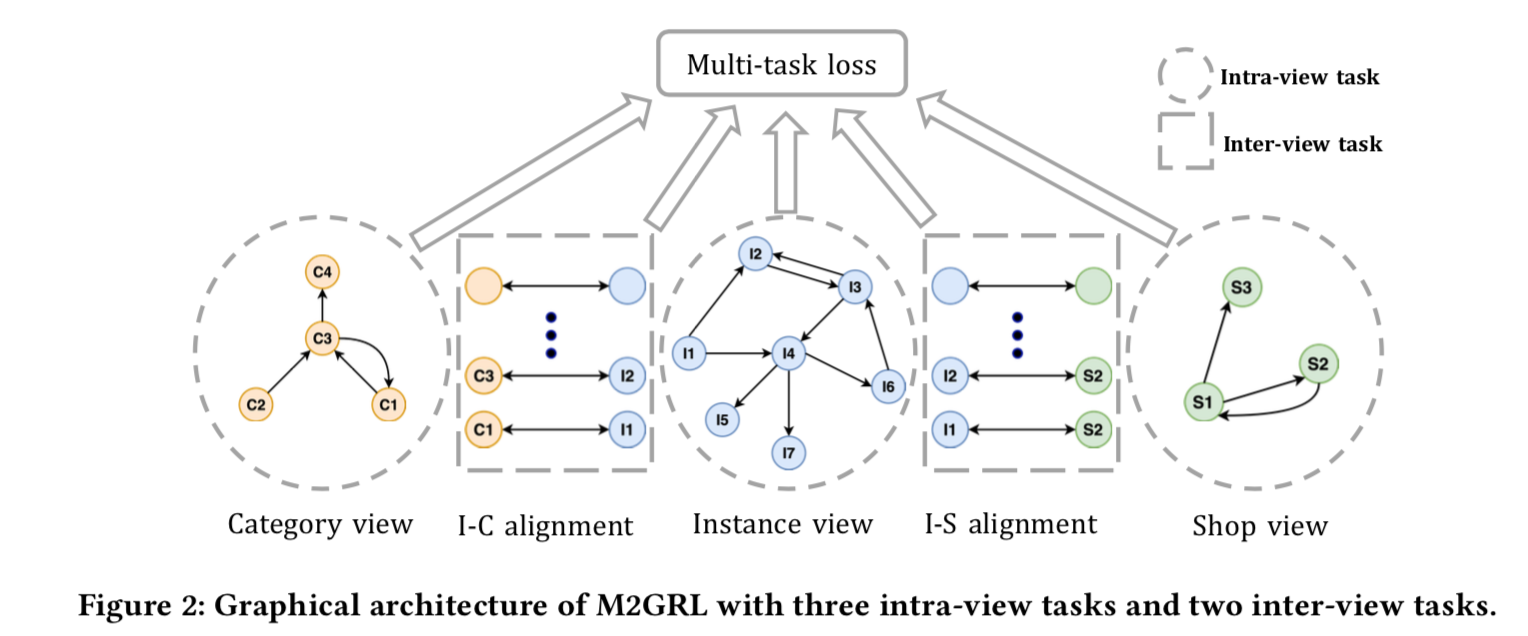 Multi-task loss
Intra-view task
Inter-view task
C4
C3
C2
C1
C3
I2
C1
I1
I2
I3
I1
I4
I6
I5
I7
I2
S2
I1
S2
S3
S2
S1
Category view
I-C alignment
Instance view
I-S alignment
Shop view
Figure 2: Graphical architecture of M2GRL with three intra-view tasks and two inter-view tasks.